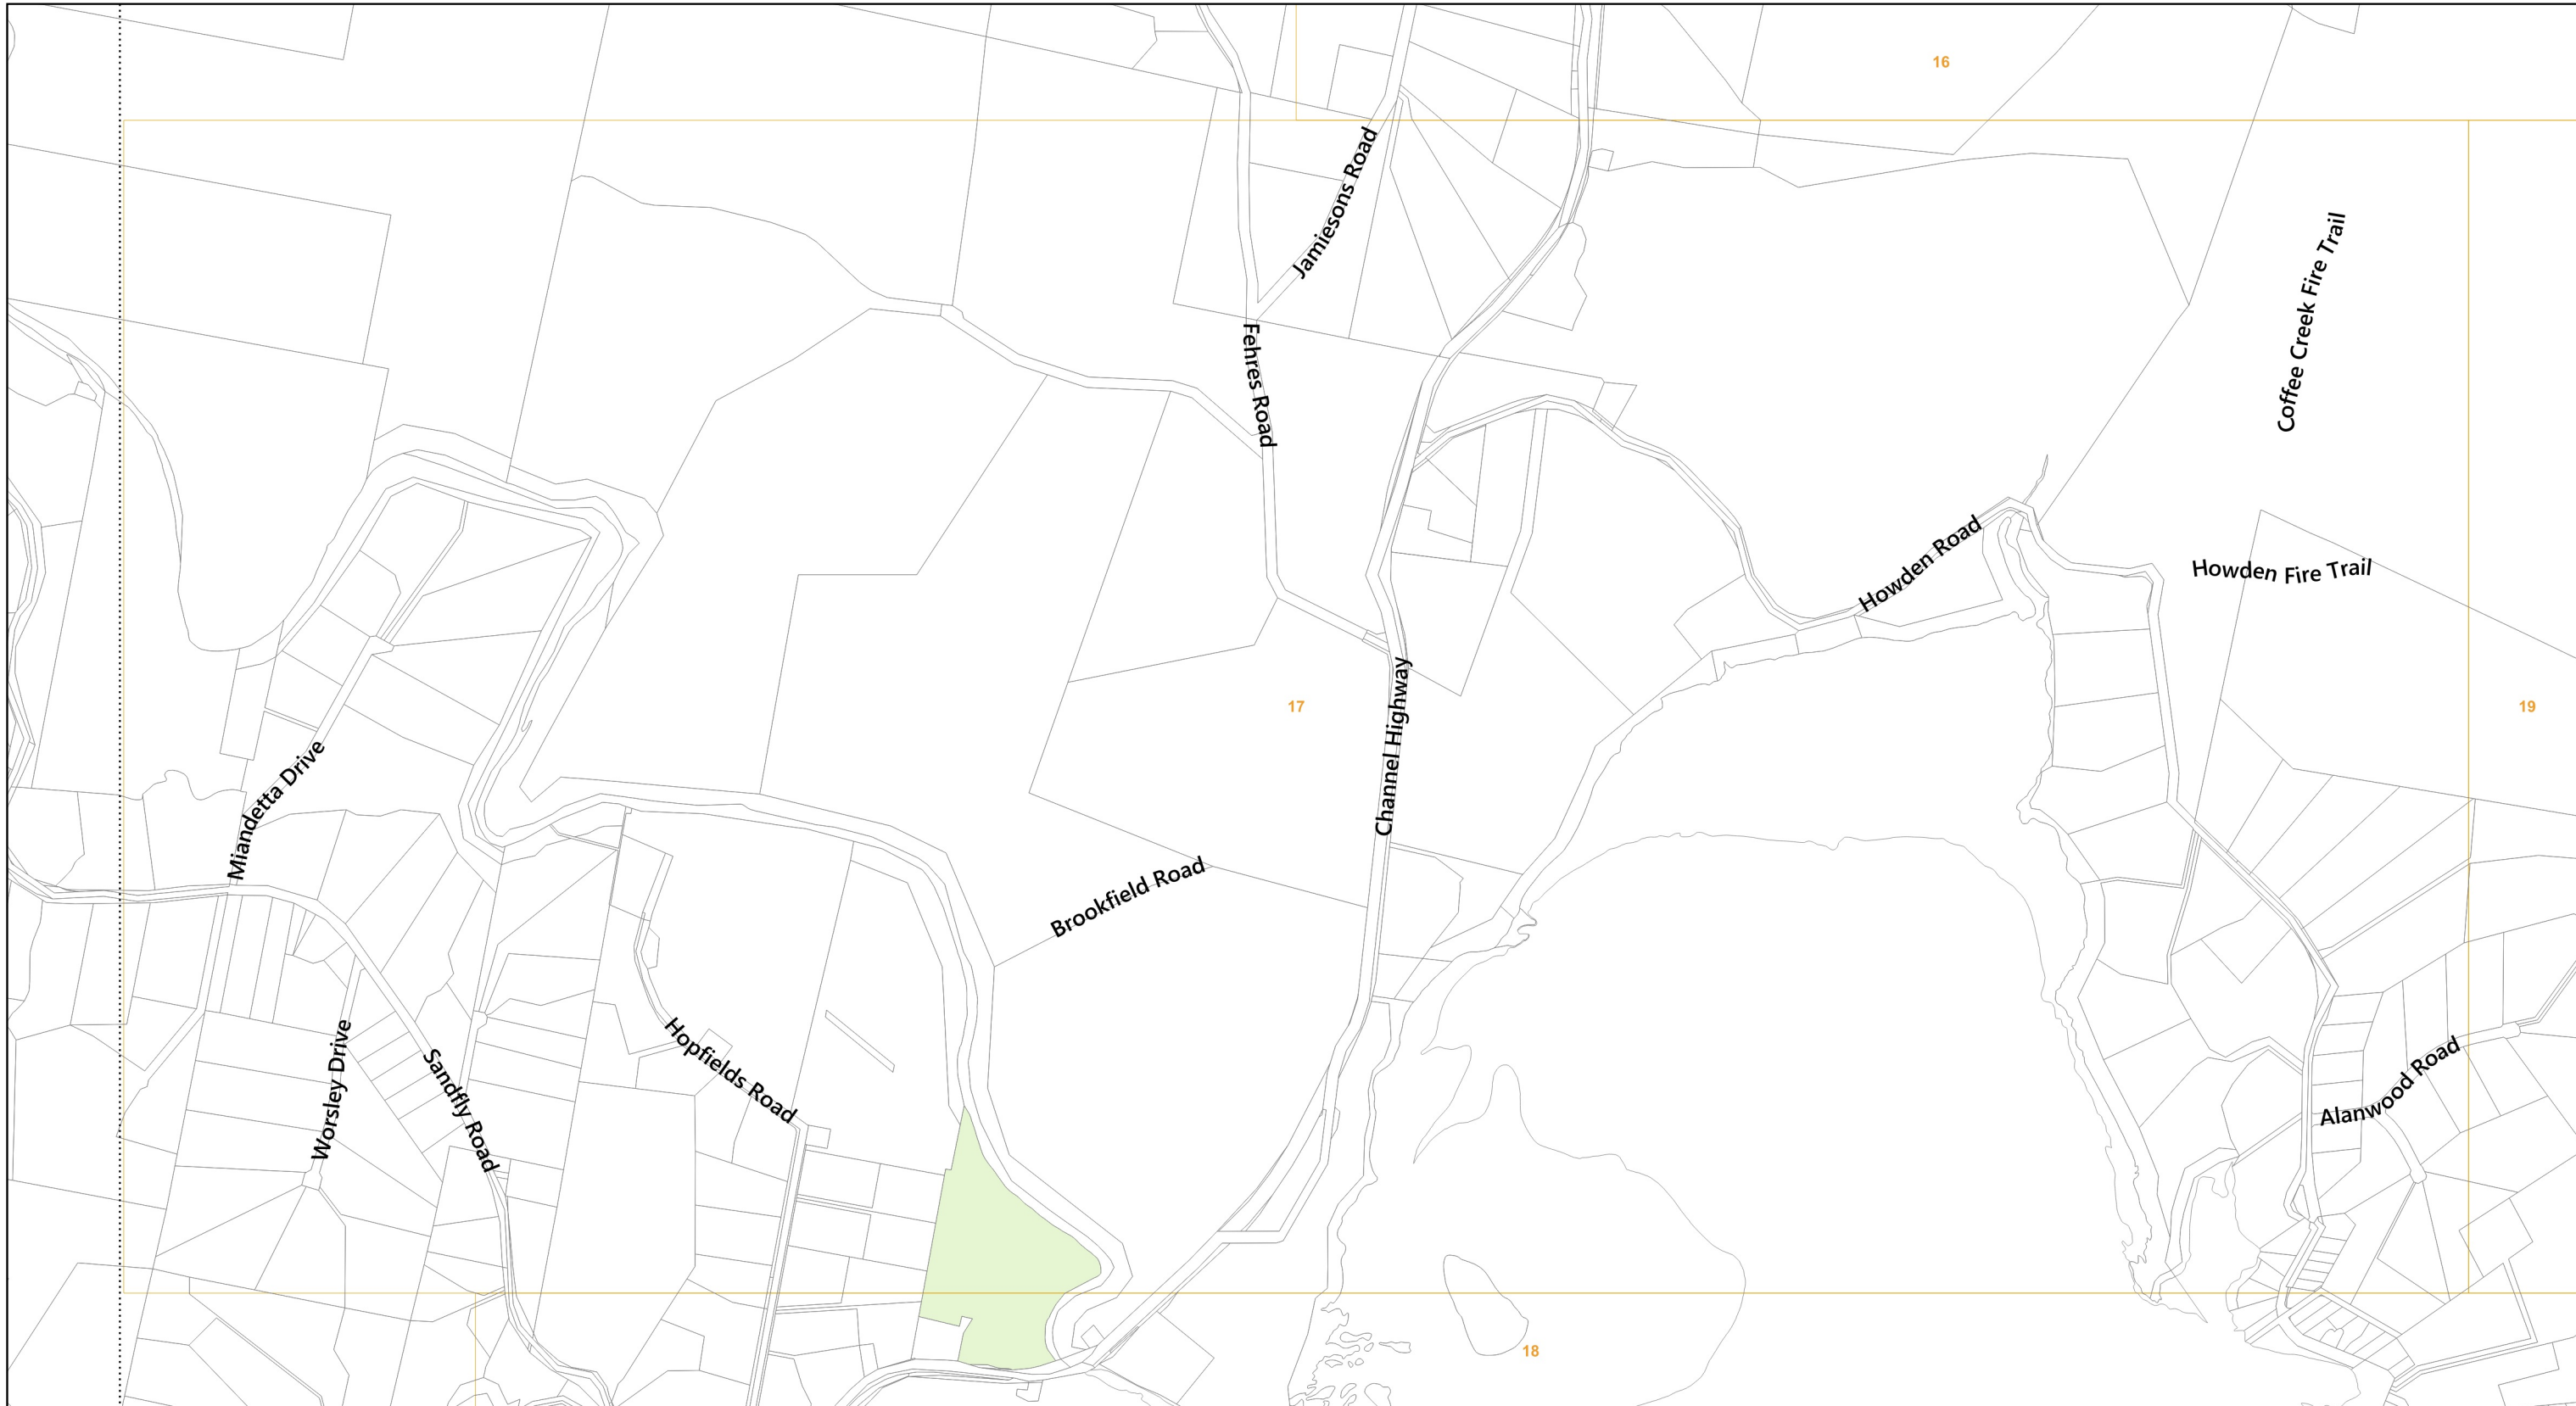 16
Jamiesons Road
Coffee Creek Fire Trail
Fehres Road
Howden Road
Howden Fire Trail
17
19
Channel Highway
Miandetta Drive
Brookfield Road
Worsley Drive
Sandfly Road
Hopfields Road
Alanwood Road
18